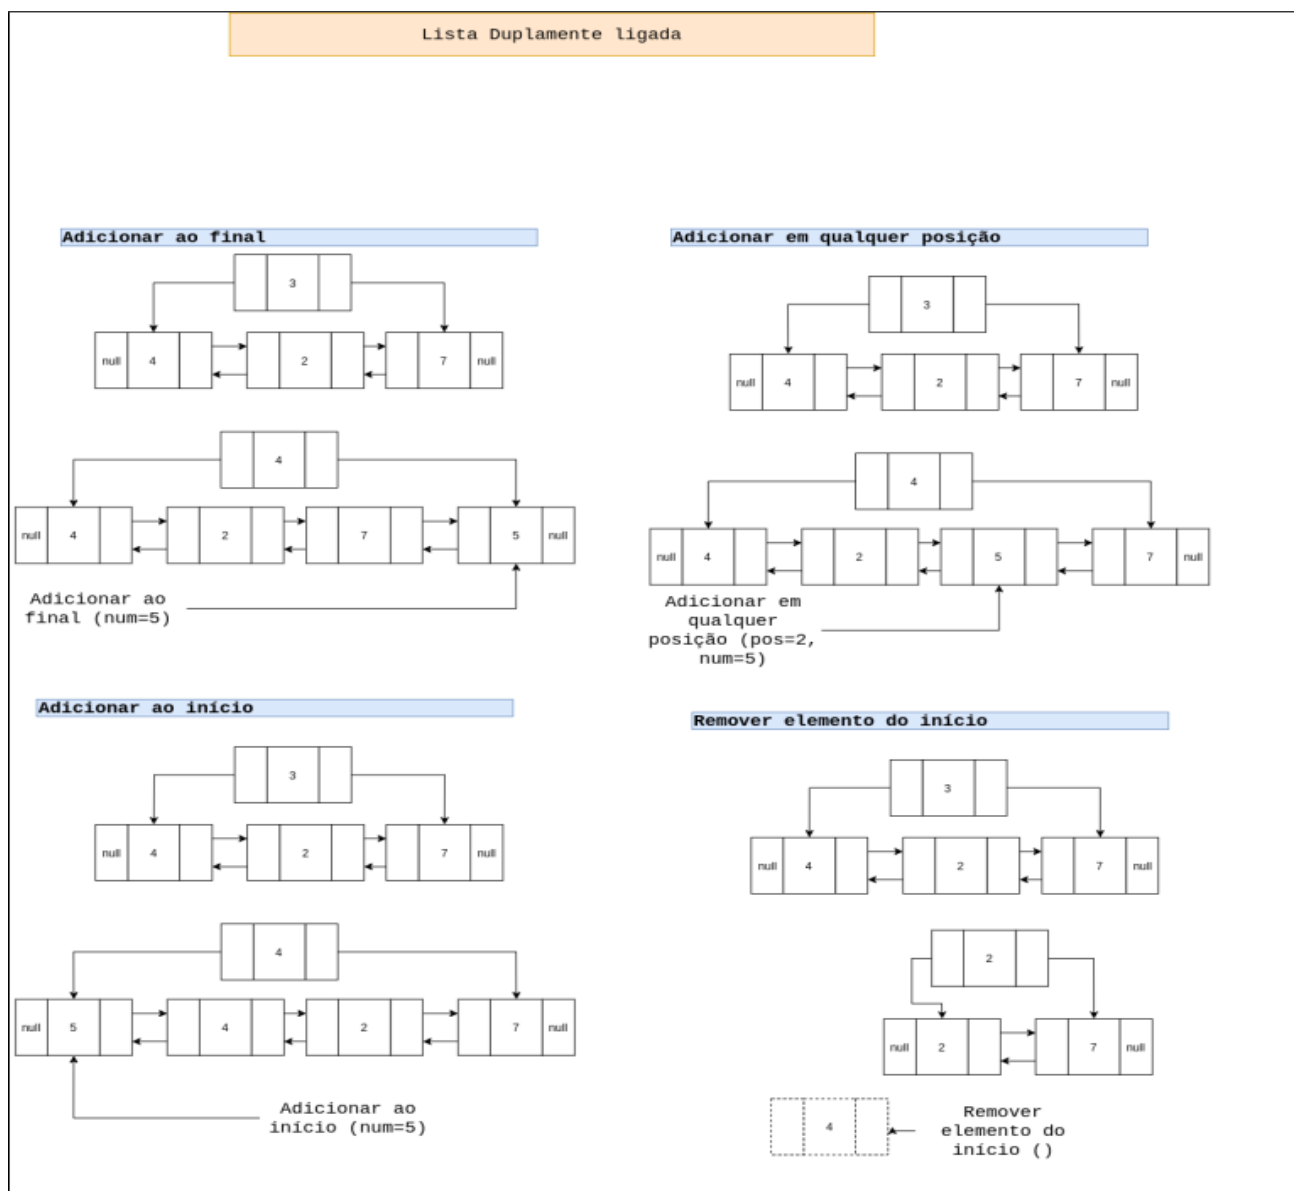 Lista Duplamente ligada
Adicionar ao final
3
null 4 2 7 null
4
null 4 2 7 5 null
Adicionar ao
final (num=5)
Adicionar em qualquer posição
3
null 4 2 7 null
4
null 4 2 5 7 null
Adicionar em
qualquer
posição (pos=2,
num=5)
Adicionar ao início
3
null 4 2 7 null
4
null 5 4 2 7 null
Adicionar ao
início (num=5)
Remover elemento do início
3
null 4 2 7 null
2
null 2 7 null
4
Remover
elemento do
início ()